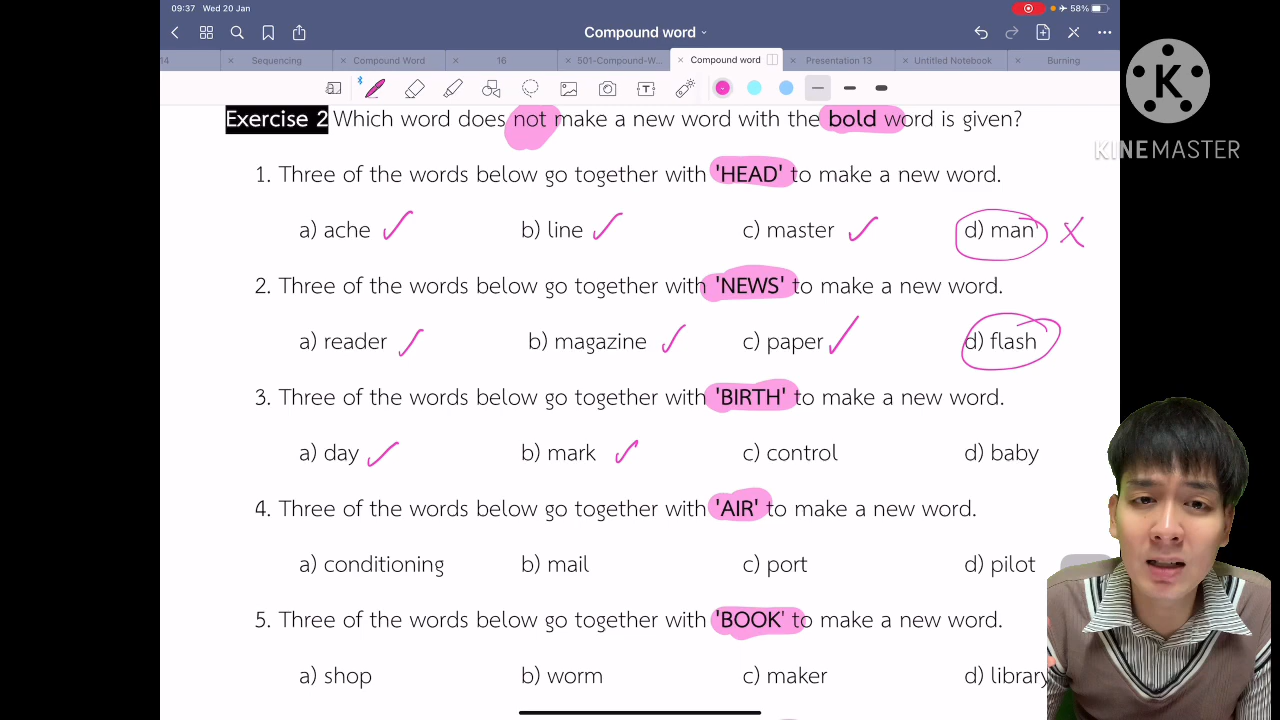 09:37 Wed 20 Jan
58%
Compound word
14
Sequencing
Compound Word
16
501-Compound-W...
Compound word
Presentation 13
Untitled Notebook
Burning
K
KINEMASTER
Exercise 2 Which word does not make a new word with the bold word is given?
1. Three of the words below go together with 'HEAD' to make a new word.
a) ache b) line c) master d) man
2. Three of the words below go together with 'NEWS' to make a new word.
a) reader b) magazine c) paper d) flash
3. Three of the words below go together with 'BIRTH' to make a new word.
a) day b) mark c) control d) baby
4. Three of the words below go together with 'AIR' to make a new word.
a) conditioning b) mail c) port d) pilot
5. Three of the words below go together with 'BOOK' to make a new word.
a) shop b) worm c) maker d) library